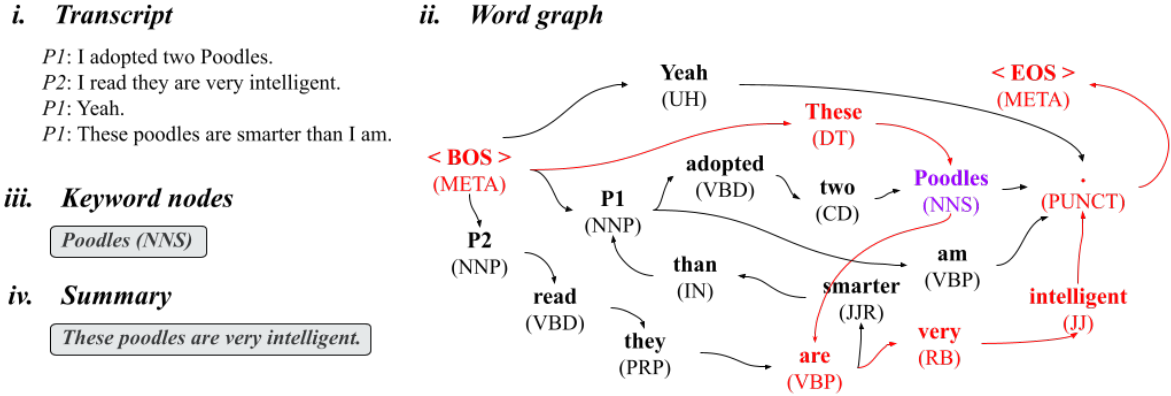 i. Transcript
P1: I adopted two Poodles.
P2: I read they are very intelligent.
P1: Yeah.
P1: These poodles are smarter than I am.
iii. Keyword nodes
Poodles (NNS)
iv. Summary
These poodles are very intelligent.
ii. Word graph
Yeah
(UH)
< EOS >
(META)
These
(DT)
< BOS >
(META)
adopted
(VBD)
two
(CD)
Poodles
(NNS)
.
(PUNCT)
P1
(NNP)
P2
(NNP)
than
(IN)
am
(VBP)
smarter
(JJR)
read
(VBD)
intelligent
(JJ)
they
(PRP)
are
(VBP)
very
(RB)